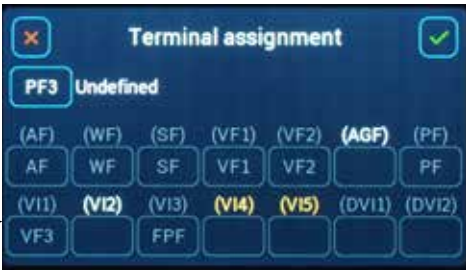 Terminal assignment
PF3 Undefined
(AF) (WF) (SF) (VF1) (VF2) (AGF) (PF)
AF WF SF VF1 VF2 PF
(VI1) (VI2) (VI3) (VI4) (VI5) (DVI1) (DVI2)
VF3 FPF